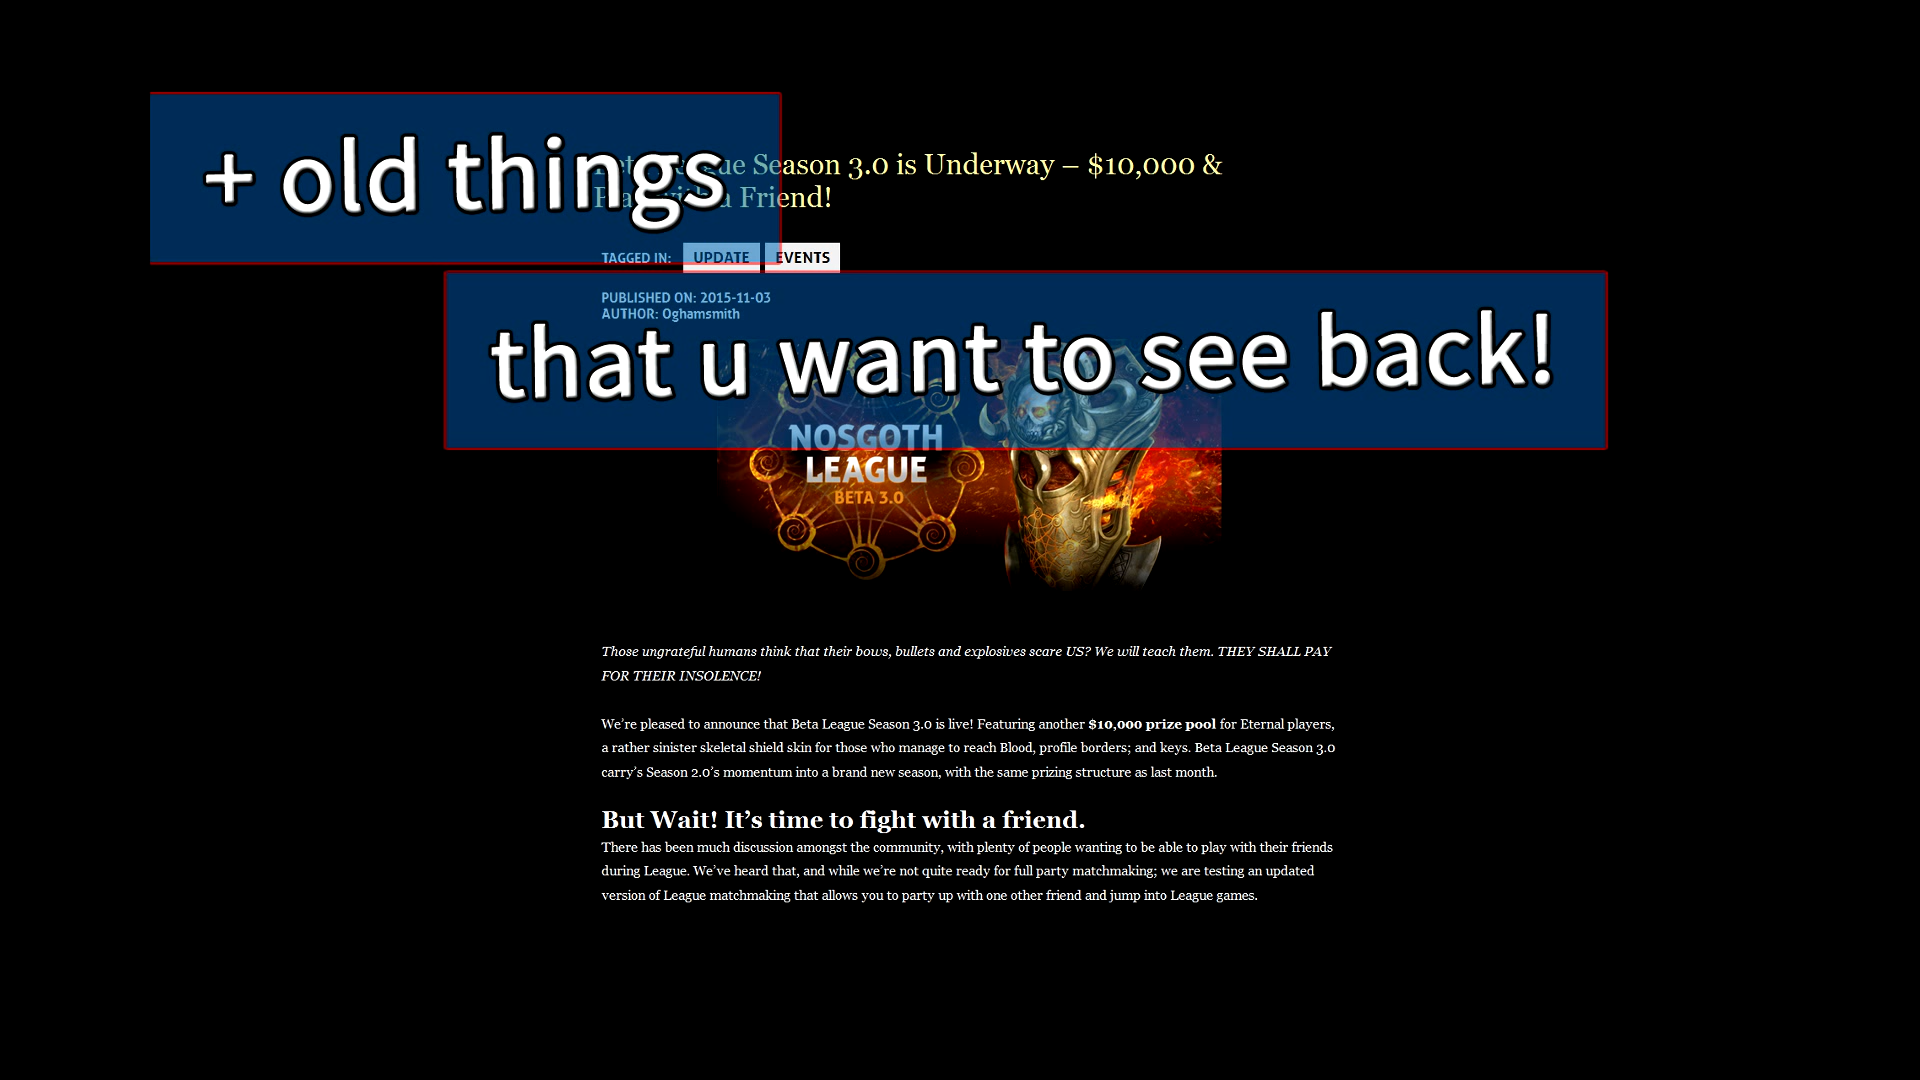 + old things
Beta League Season 3.0 is Underway – $10,000 &
Play with a Friend!
TAGGED IN: UPDATE EVENTS
PUBLISHED ON: 2015-11-03
AUTHOR: Oghamsmith
that u want to see back!
NOSGOTH
LEAGUE
BETA 3.0
Those ungrateful humans think that their bows, bullets and explosives scare US? We will teach them. THEY SHALL PAY
FOR THEIR INSOLENCE!
We’re pleased to announce that Beta League Season 3.0 is live! Featuring another $10,000 prize pool for Eternal players,
a rather sinister skeletal shield skin for those who manage to reach Blood, profile borders; and keys. Beta League Season 3.0
carry’s Season 2.0’s momentum into a brand new season, with the same prizing structure as last month.
But Wait! It’s time to fight with a friend.
There has been much discussion amongst the community, with plenty of people wanting to be able to play with their friends
during League. We’ve heard that, and while we’re not quite ready for full party matchmaking; we are testing an updated
version of League matchmaking that allows you to party up with one other friend and jump into League games.